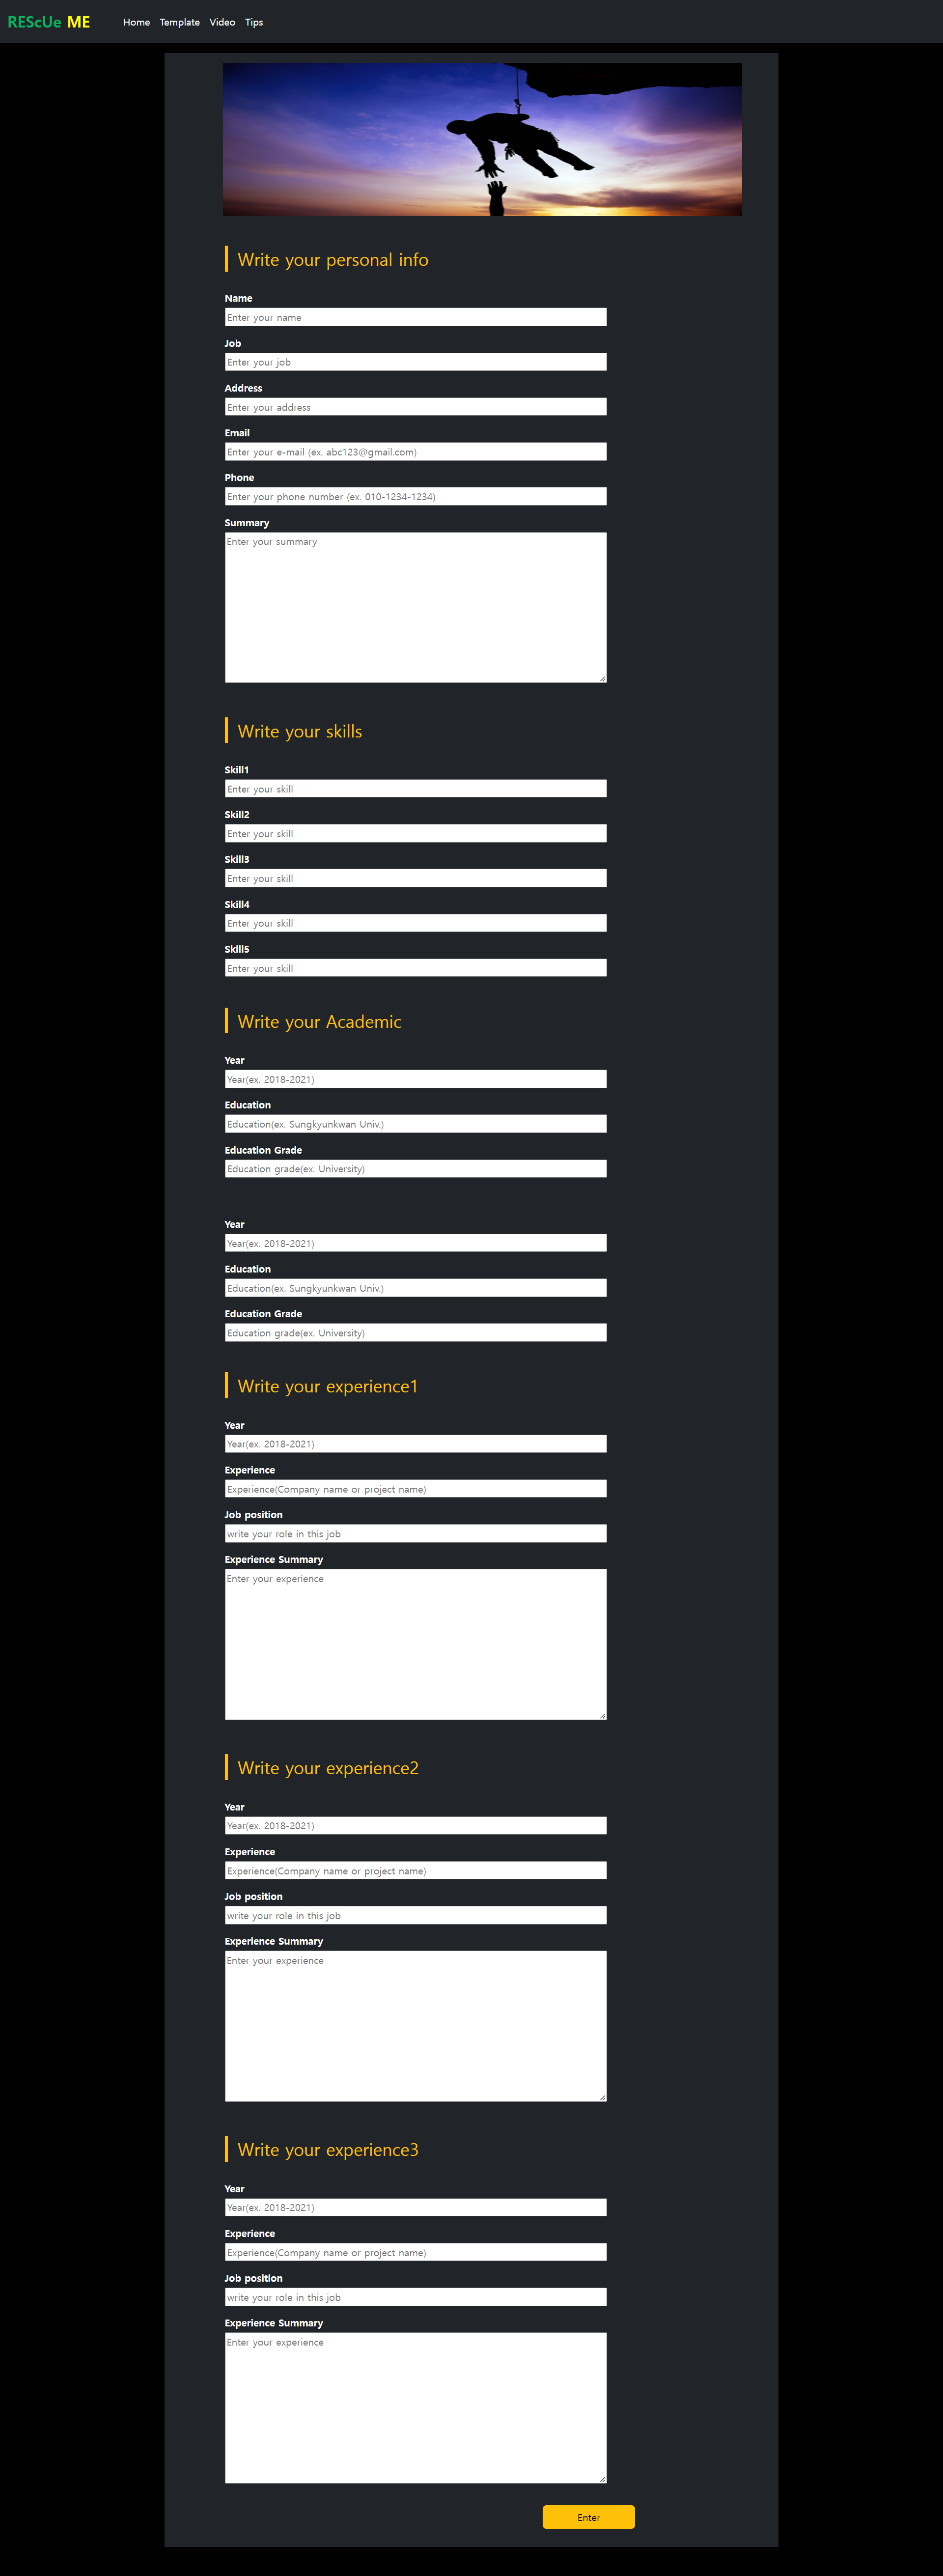 REScUe ME
Home Template Video Tips
Write your personal info
Name
Enter your name
Job
Enter your job
Address
Enter your address
Email
Enter your e-mail (ex. abc123@gmail.com)
Phone
Enter your phone number (ex. 010-1234-1234)
Summary
Enter your summary
Write your skills
Skill1
Enter your skill
Skill2
Enter your skill
Skill3
Enter your skill
Skill4
Enter your skill
Skill5
Enter your skill
Write your Academic
Year
Year(ex. 2018-2021)
Education
Education(ex. Sungkyunkwan Univ.)
Education Grade
Education grade(ex. University)
Year
Year(ex. 2018-2021)
Education
Education(ex. Sungkyunkwan Univ.)
Education Grade
Education grade(ex. University)
Write your experience1
Year
Year(ex. 2018-2021)
Experience
Experience(Company name or project name)
Job position
write your role in this job
Experience Summary
Enter your experience
Write your experience2
Year
Year(ex. 2018-2021)
Experience
Experience(Company name or project name)
Job position
write your role in this job
Experience Summary
Enter your experience
Write your experience3
Year
Year(ex. 2018-2021)
Experience
Experience(Company name or project name)
Job position
write your role in this job
Experience Summary
Enter your experience
Enter